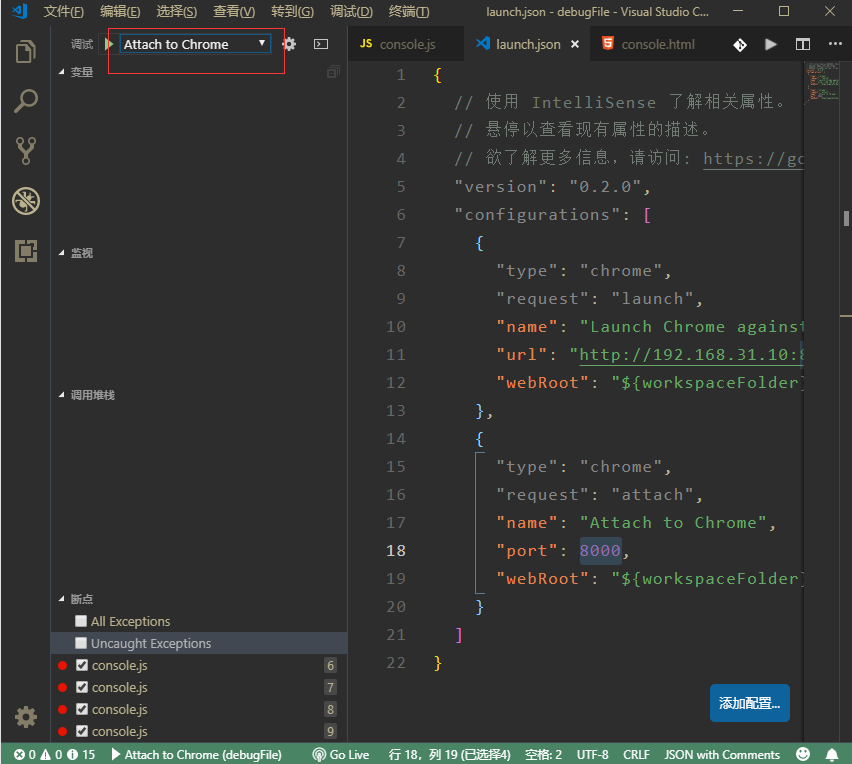 文件(F) 编辑(E) 选择(S) 查看(V) 转到(G) 调试(D) 终端(T) launch.json - debugFile - Visual Studio C...
调试 Attach to Chrome
JS console.js launch.json console.html
变量
监视
调用堆栈
断点
All Exceptions
Uncaught Exceptions
console.js 6
console.js 7
console.js 8
console.js 9
1 {
2 // 使用 IntelliSense 了解相关属性。
3 // 悬停以查看现有属性的描述。
4 // 欲了解更多信息，请访问: https://go
5 "version": "0.2.0",
6 "configurations": [
7 {
8 "type": "chrome",
9 "request": "launch",
10 "name": "Launch Chrome against
11 "url": "http://192.168.31.10:8
12 "webRoot": "${workspaceFolder}
13 },
14 {
15 "type": "chrome",
16 "request": "attach",
17 "name": "Attach to Chrome",
18 "port": 8000,
19 "webRoot": "${workspaceFolder}
20 }
21 ]
22 }
添加配置...
0 0 15 Attach to Chrome (debugFile) Go Live 行 18，列 19 (已选择4) 空格: 2 UTF-8 CRLF JSON with Comments